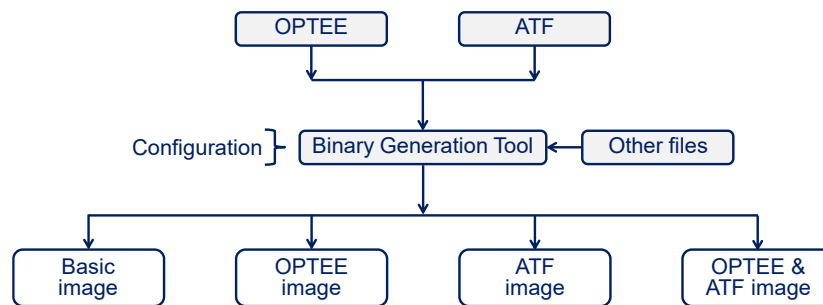 OPTEE
ATF
Configuration
Binary Generation Tool
Other files
Basic
image
OPTEE
image
ATF
image
OPTEE &
ATF image